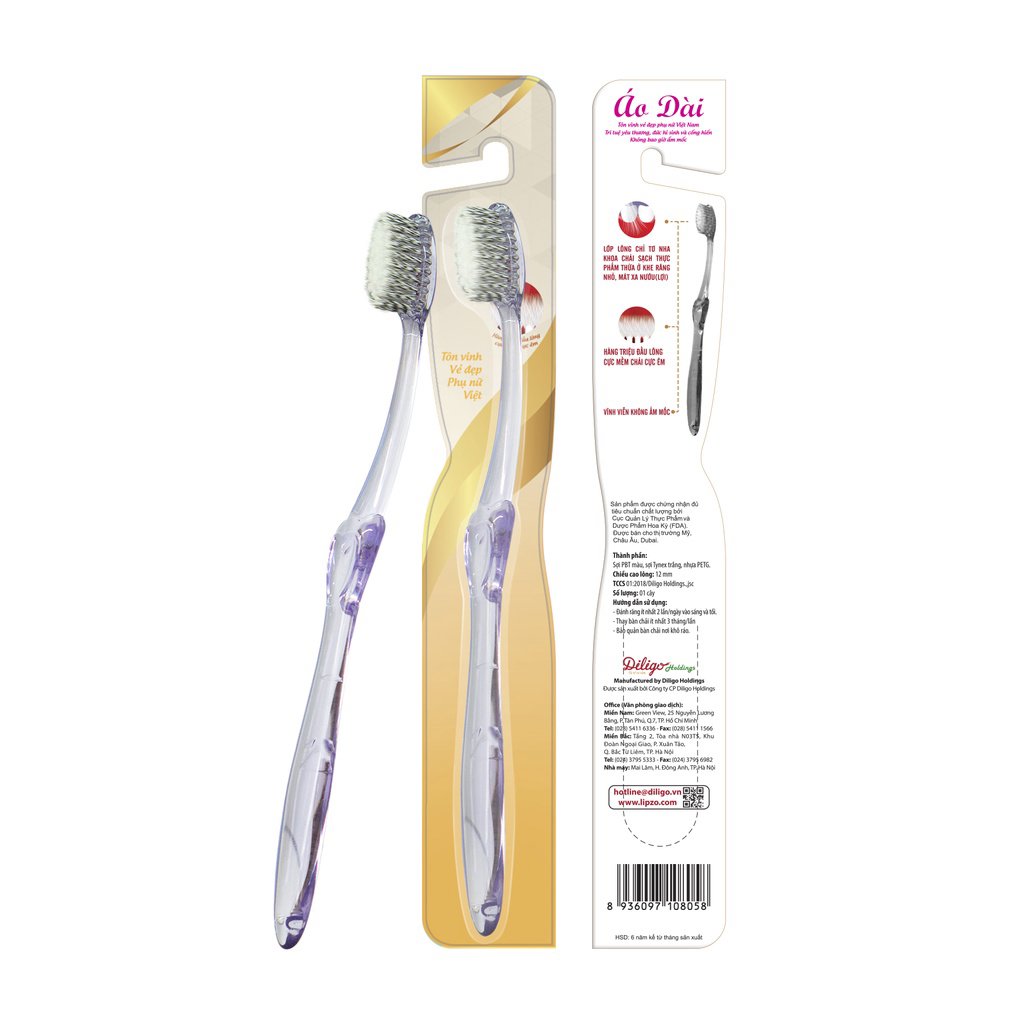 Tôn vinh
Vẻ đẹp
Phụ nữ
Việt
Áo Dài
Tôn vinh vẻ đẹp phụ nữ Việt Nam
Trí tuệ yêu thương, đức hi sinh và cống hiến
Không bao giờ ẩm mốc
LỚP LÔNG CHỈ TƠ NHA
KHOA CHẢI SẠCH THỰC
PHẨM THỪA Ở KHE RĂNG
NHỎ, MÁT XA NƯỚU(LỢI)
HÀNG TRIỆU ĐẦU LÔNG
CỰC MỀM CHẢI CỰC ÊM
VĨNH VIỄN KHÔNG ẨM MỐC
Sản phẩm được chứng nhận đủ
tiêu chuẩn chất lượng bởi
Cục Quản Lý Thực Phẩm và
Dược Phẩm Hoa Kỳ (FDA).
Được bán cho thị trường Mỹ,
Châu Âu, Dubai.
Thành phần:
Sợi PBT màu, sợi Tynex trắng, nhựa PETG.
Chiều cao lông: 12 mm
TCCS 01:2018/Diligo Holdings.,jsc
Số lượng: 01 cây
Hướng dẫn sử dụng:
- Đánh răng ít nhất 2 lần/ngày vào sáng và tối.
- Thay bàn chải ít nhất 3 tháng/lần
- Bảo quản bàn chải nơi khô ráo.
Diligo Holdings
Manufactured by Diligo Holdings
Được sản xuất bởi Công ty CP Diligo Holdings
Office (Văn phòng giao dịch):
Miền Nam: Green View, 25 Nguyễn Lương
Bằng, P.Tân Phú, Q.7, TP. Hồ Chí Minh
Tel: (028) 5411 6336 - Fax: (028) 5411 1566
Miền Bắc: Tầng 2, Tòa nhà N03T5, Khu
Đoàn Ngoại Giao, P. Xuân Tảo,
Q. Bắc Từ Liêm, TP. Hà Nội
Tel: (024) 3795 5333 - Fax: (024) 3795 6982
Nhà máy: Mai Lâm, H. Đông Anh, TP. Hà Nội
hotline@diligo.vn
www.lipzo.com
8 936097 108058
HSD: 6 năm kể từ tháng sản xuất